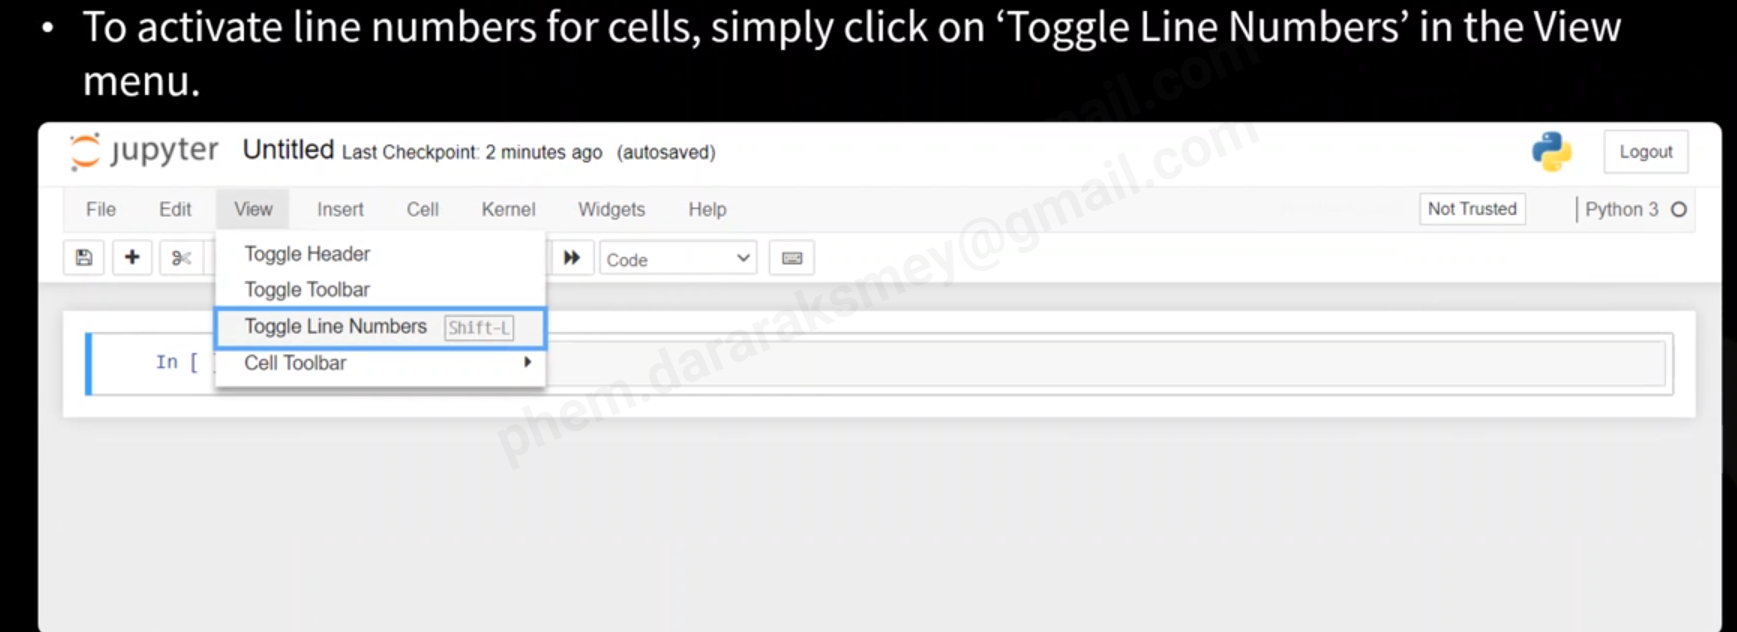 • To activate line numbers for cells, simply click on ‘Toggle Line Numbers’ in the View
menu.
jupyter Untitled Last Checkpoint: 2 minutes ago (autosaved) Logout
File Edit View Insert Cell Kernel Widgets Help Not Trusted Python 3
Toggle Header
Code
Toggle Toolbar
Toggle Line Numbers Shift-L
In [
Cell Toolbar
phem.dararaksmey@gmail.com
mail.com